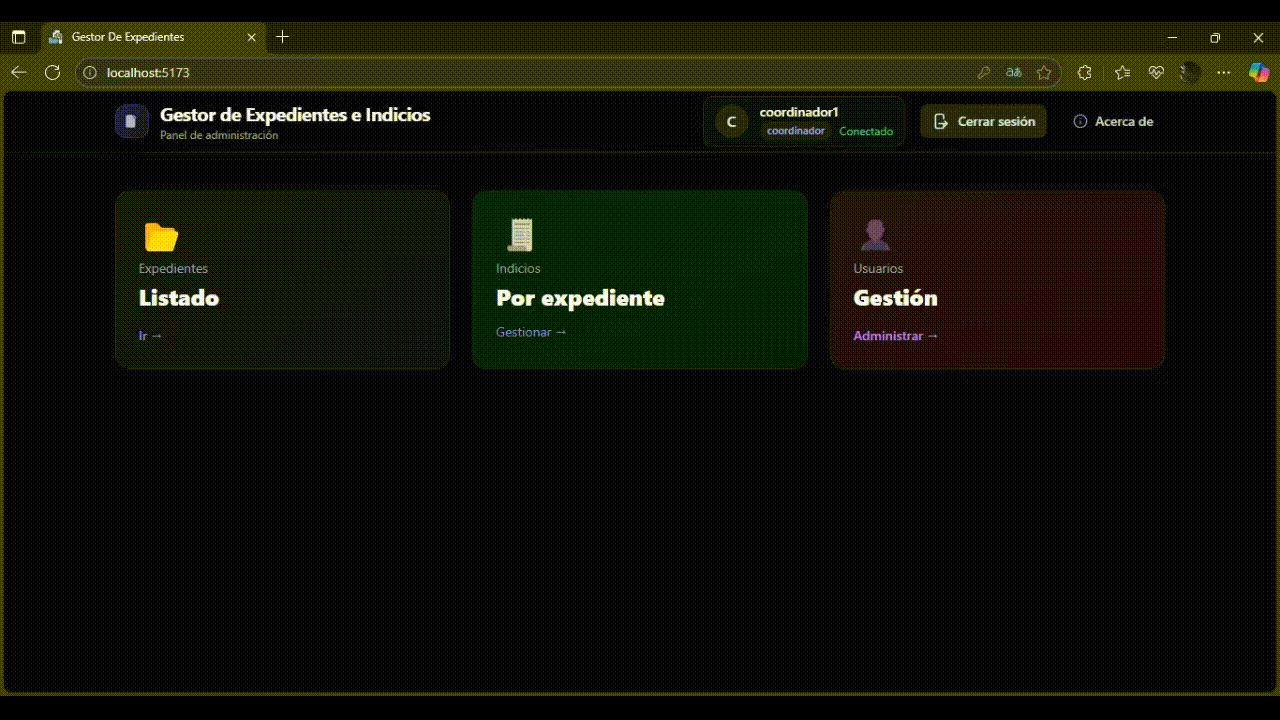 Gestor De Expedientes
localhost:5173
Gestor de Expedientes e Indicios
Panel de administración
C
coordinador1
coordinador
Conectado
Cerrar sesión
Acerca de
Expedientes
Listado
Ir →
Indicios
Por expediente
Gestionar →
Usuarios
Gestión
Administrar →